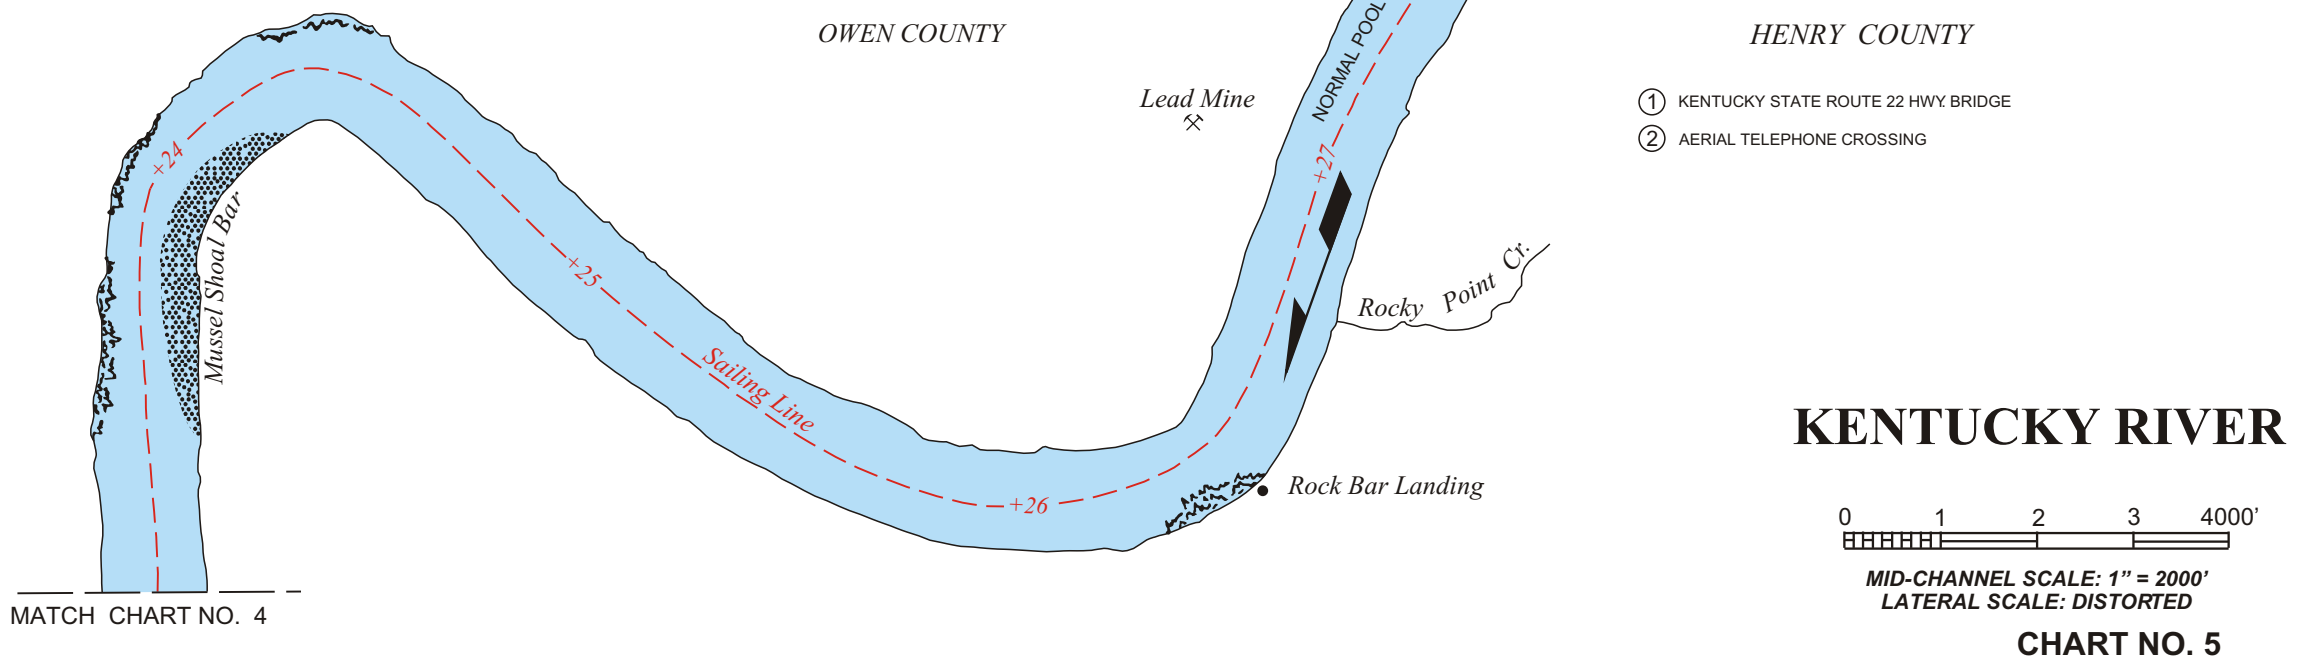 OWEN COUNTY
HENRY COUNTY
NORMAL POOL
Lead Mine
1 KENTUCKY STATE ROUTE 22 HWY. BRIDGE
2 AERIAL TELEPHONE CROSSING
+24
+27
Mussel Shoal Bar
+25
Rocky Point Cr.
Sailing Line
KENTUCKY RIVER
Rock Bar Landing
+26
0 1 2 3 4000’
MID-CHANNEL SCALE: 1” = 2000’
LATERAL SCALE: DISTORTED
MATCH CHART NO. 4
CHART NO. 5